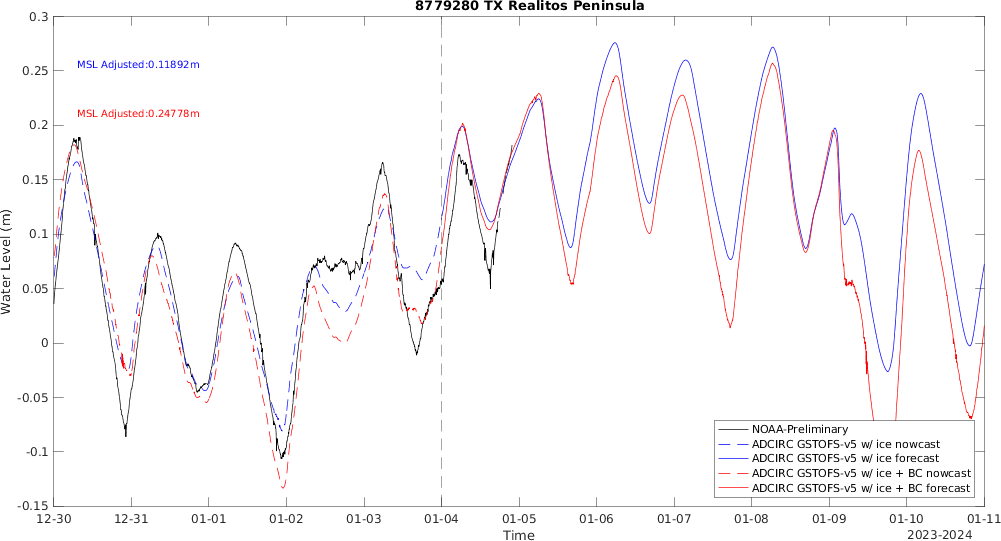 8779280 TX Realitos Peninsula
0.3
0.25
0.2
0.15
0.1
0.05
0
-0.05
-0.1
-0.15
Water Level (m)
MSL Adjusted:0.11892m
MSL Adjusted:0.24778m
NOAA-Preliminary
ADCIRC GSTOFS-v5 w/ ice nowcast
ADCIRC GSTOFS-v5 w/ ice forecast
ADCIRC GSTOFS-v5 w/ ice + BC nowcast
ADCIRC GSTOFS-v5 w/ ice + BC forecast
12-30 12-31 01-01 01-02 01-03 01-04 01-05 01-06 01-07 01-08 01-09 01-10 01-11
Time
2023-2024